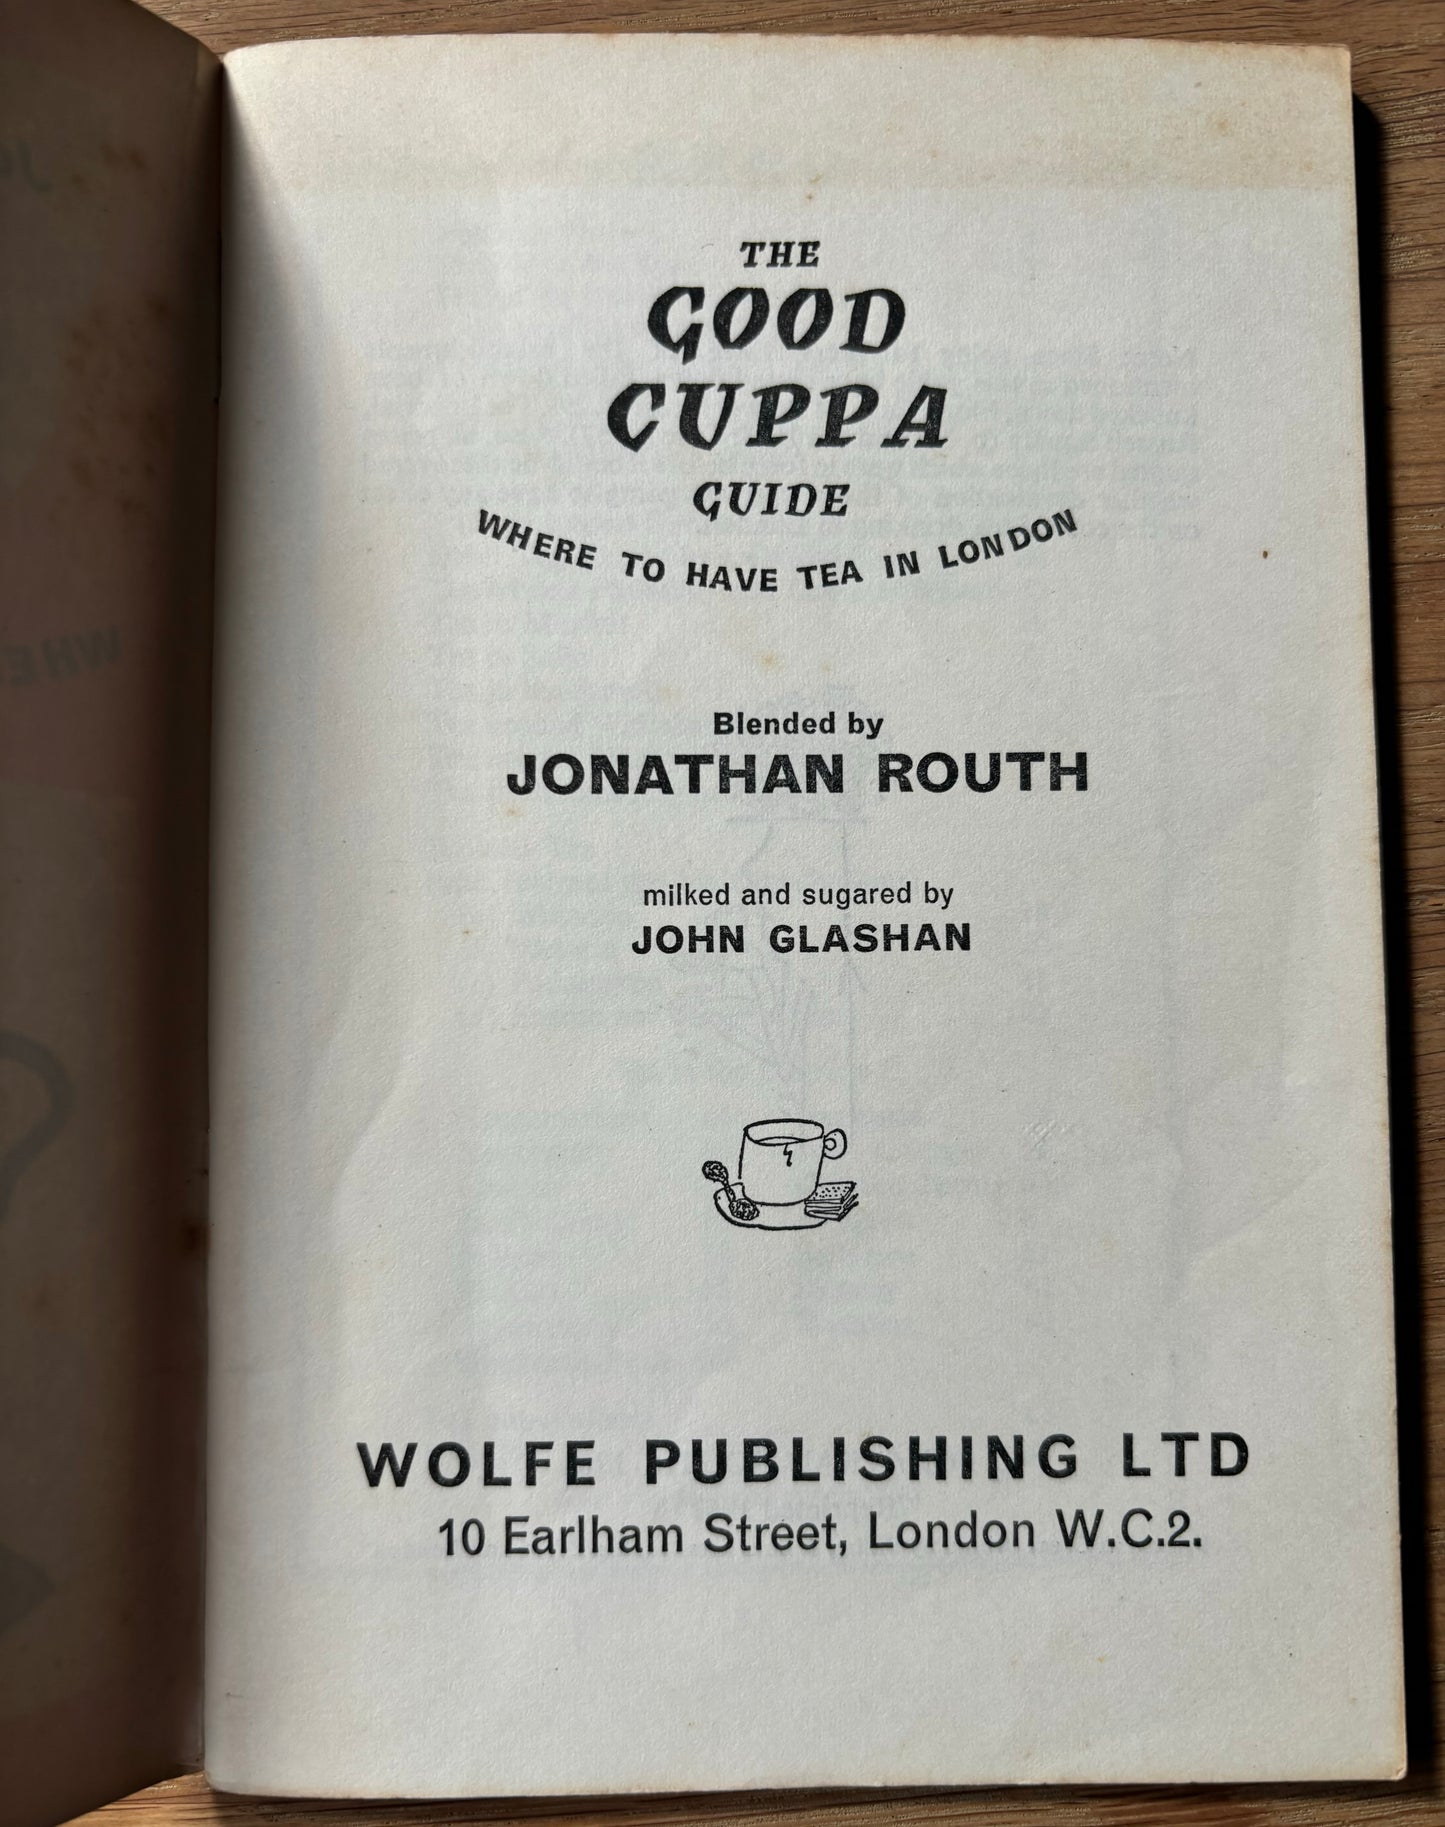 THE
GOOD
CUPPA
GUIDE
WHERE TO HAVE TEA IN LONDON
Blended by
JONATHAN ROUTH
milked and sugared by
JOHN GLASHAN
WOLFE PUBLISHING LTD
10 Earlham Street, London W.C.2.